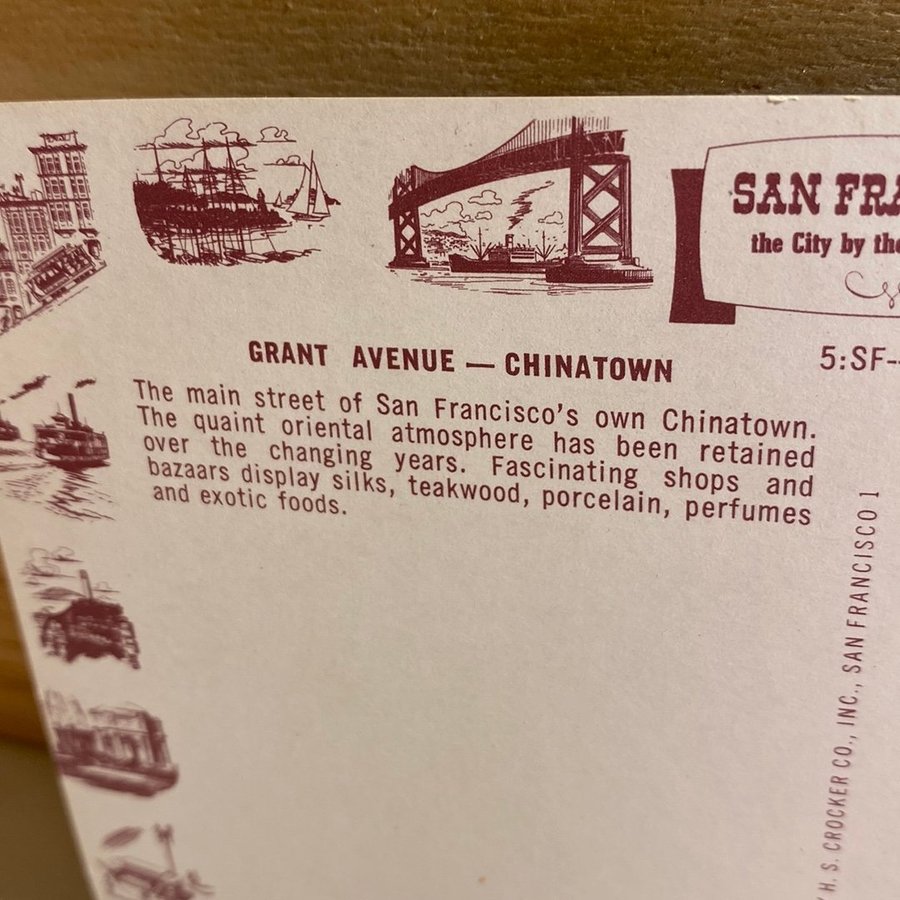 SAN FRA
the City by the
GRANT AVENUE — CHINATOWN
5:SF-
The main street of San Francisco's own Chinatown.
The quaint oriental atmosphere has been retained
over the changing years. Fascinating shops and
bazaars display silks, teakwood, porcelain, perfumes
and exotic foods.
H. S. CROCKER CO., INC., SAN FRANCISCO 1